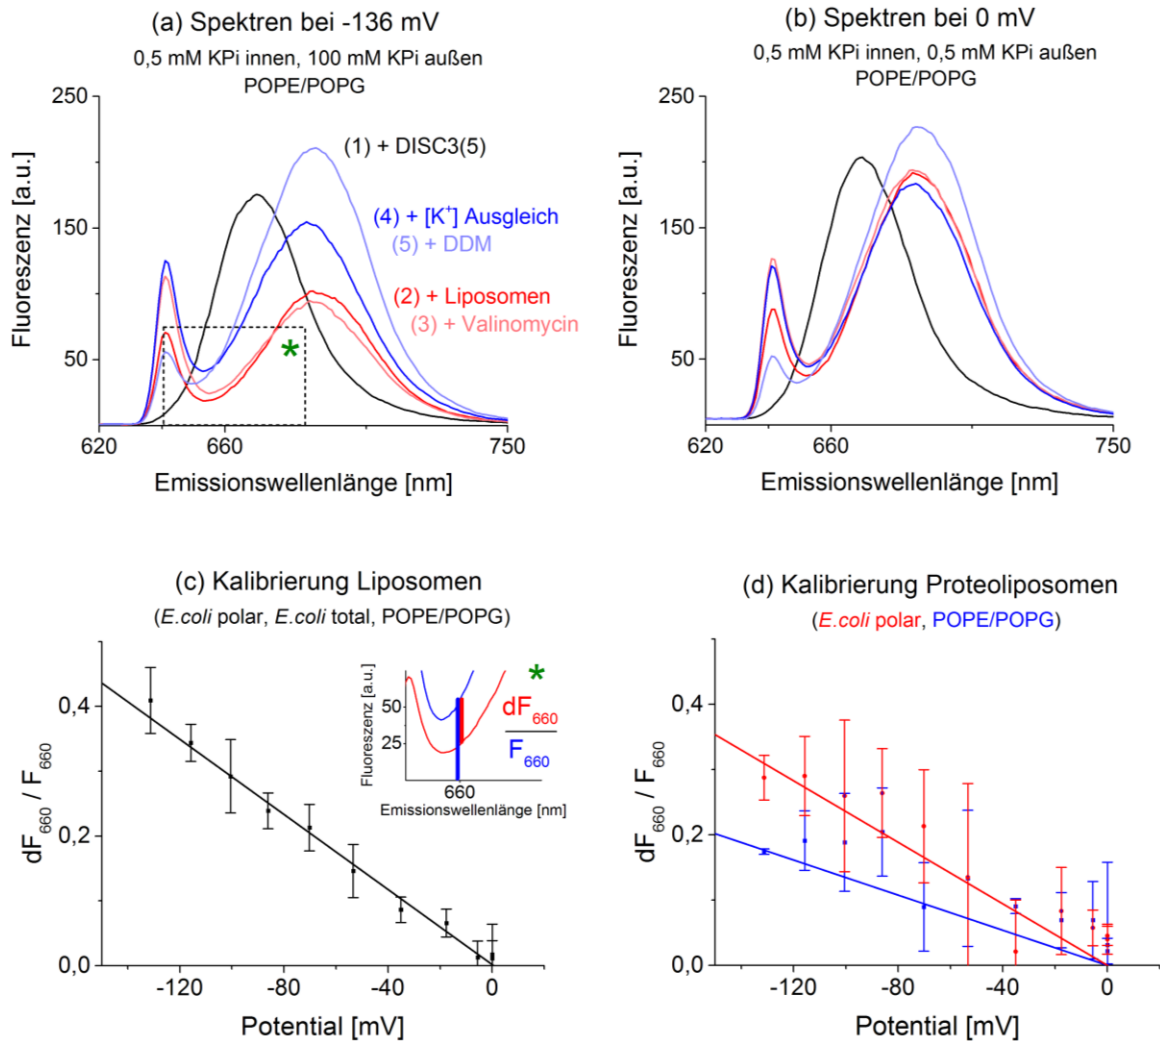 (a) Spektren bei -136 mV
0,5 mM KPi innen, 100 mM KPi außen
POPE/POPG
250
150
50
Fluoreszenz [a.u.]
(1) + DISC3(5)
(4) + [K⁺] Ausgleich
(5) + DDM
(2) + Liposomen
(3) + Valinomycin
*
620
660
750
Emissionswellenlänge [nm]
(b) Spektren bei 0 mV
0,5 mM KPi innen, 0,5 mM KPi außen
POPE/POPG
250
150
50
Fluoreszenz [a.u.]
620
660
750
Emissionswellenlänge [nm]
(c) Kalibrierung Liposomen
(E.coli polar, E.coli total, POPE/POPG)
0,4
0,2
0,0
dF₆₆₀ / F₆₆₀
Fluoreszenz [a.u.]
50
25
*
dF₆₆₀
F₆₆₀
660
Emissionswellenlänge [nm]
-120
-80
-40
0
Potential [mV]
(d) Kalibrierung Proteoliposomen
(E.coli polar, POPE/POPG)
0,4
0,2
0,0
dF₆₆₀ / F₆₆₀
-120
-80
-40
0
Potential [mV]